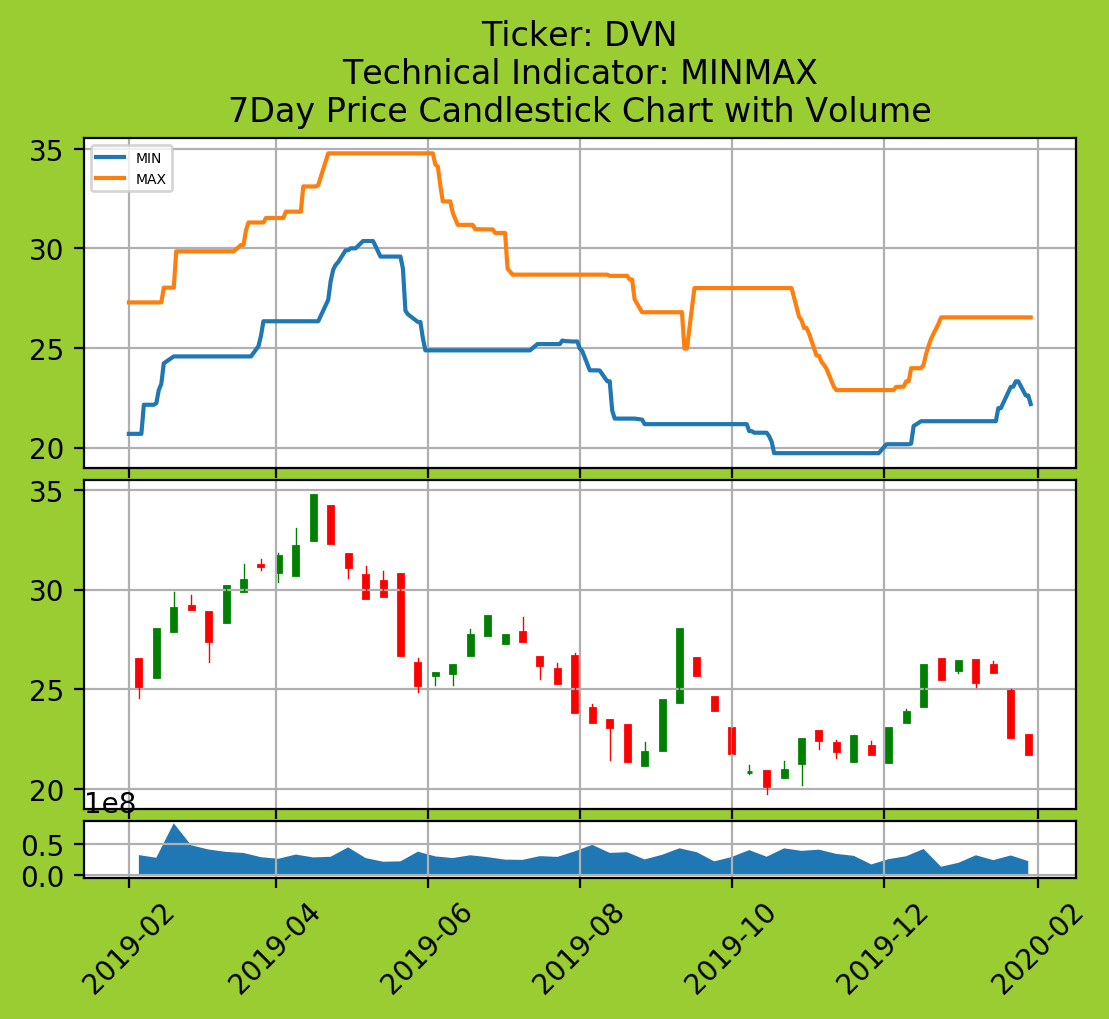 Ticker: DVN
Technical Indicator: MINMAX
7Day Price Candlestick Chart with Volume
MIN
MAX
35
30
25
20
35
30
25
20
1e8
0.5
0.0
2019-02
2019-04
2019-06
2019-08
2019-10
2019-12
2020-02